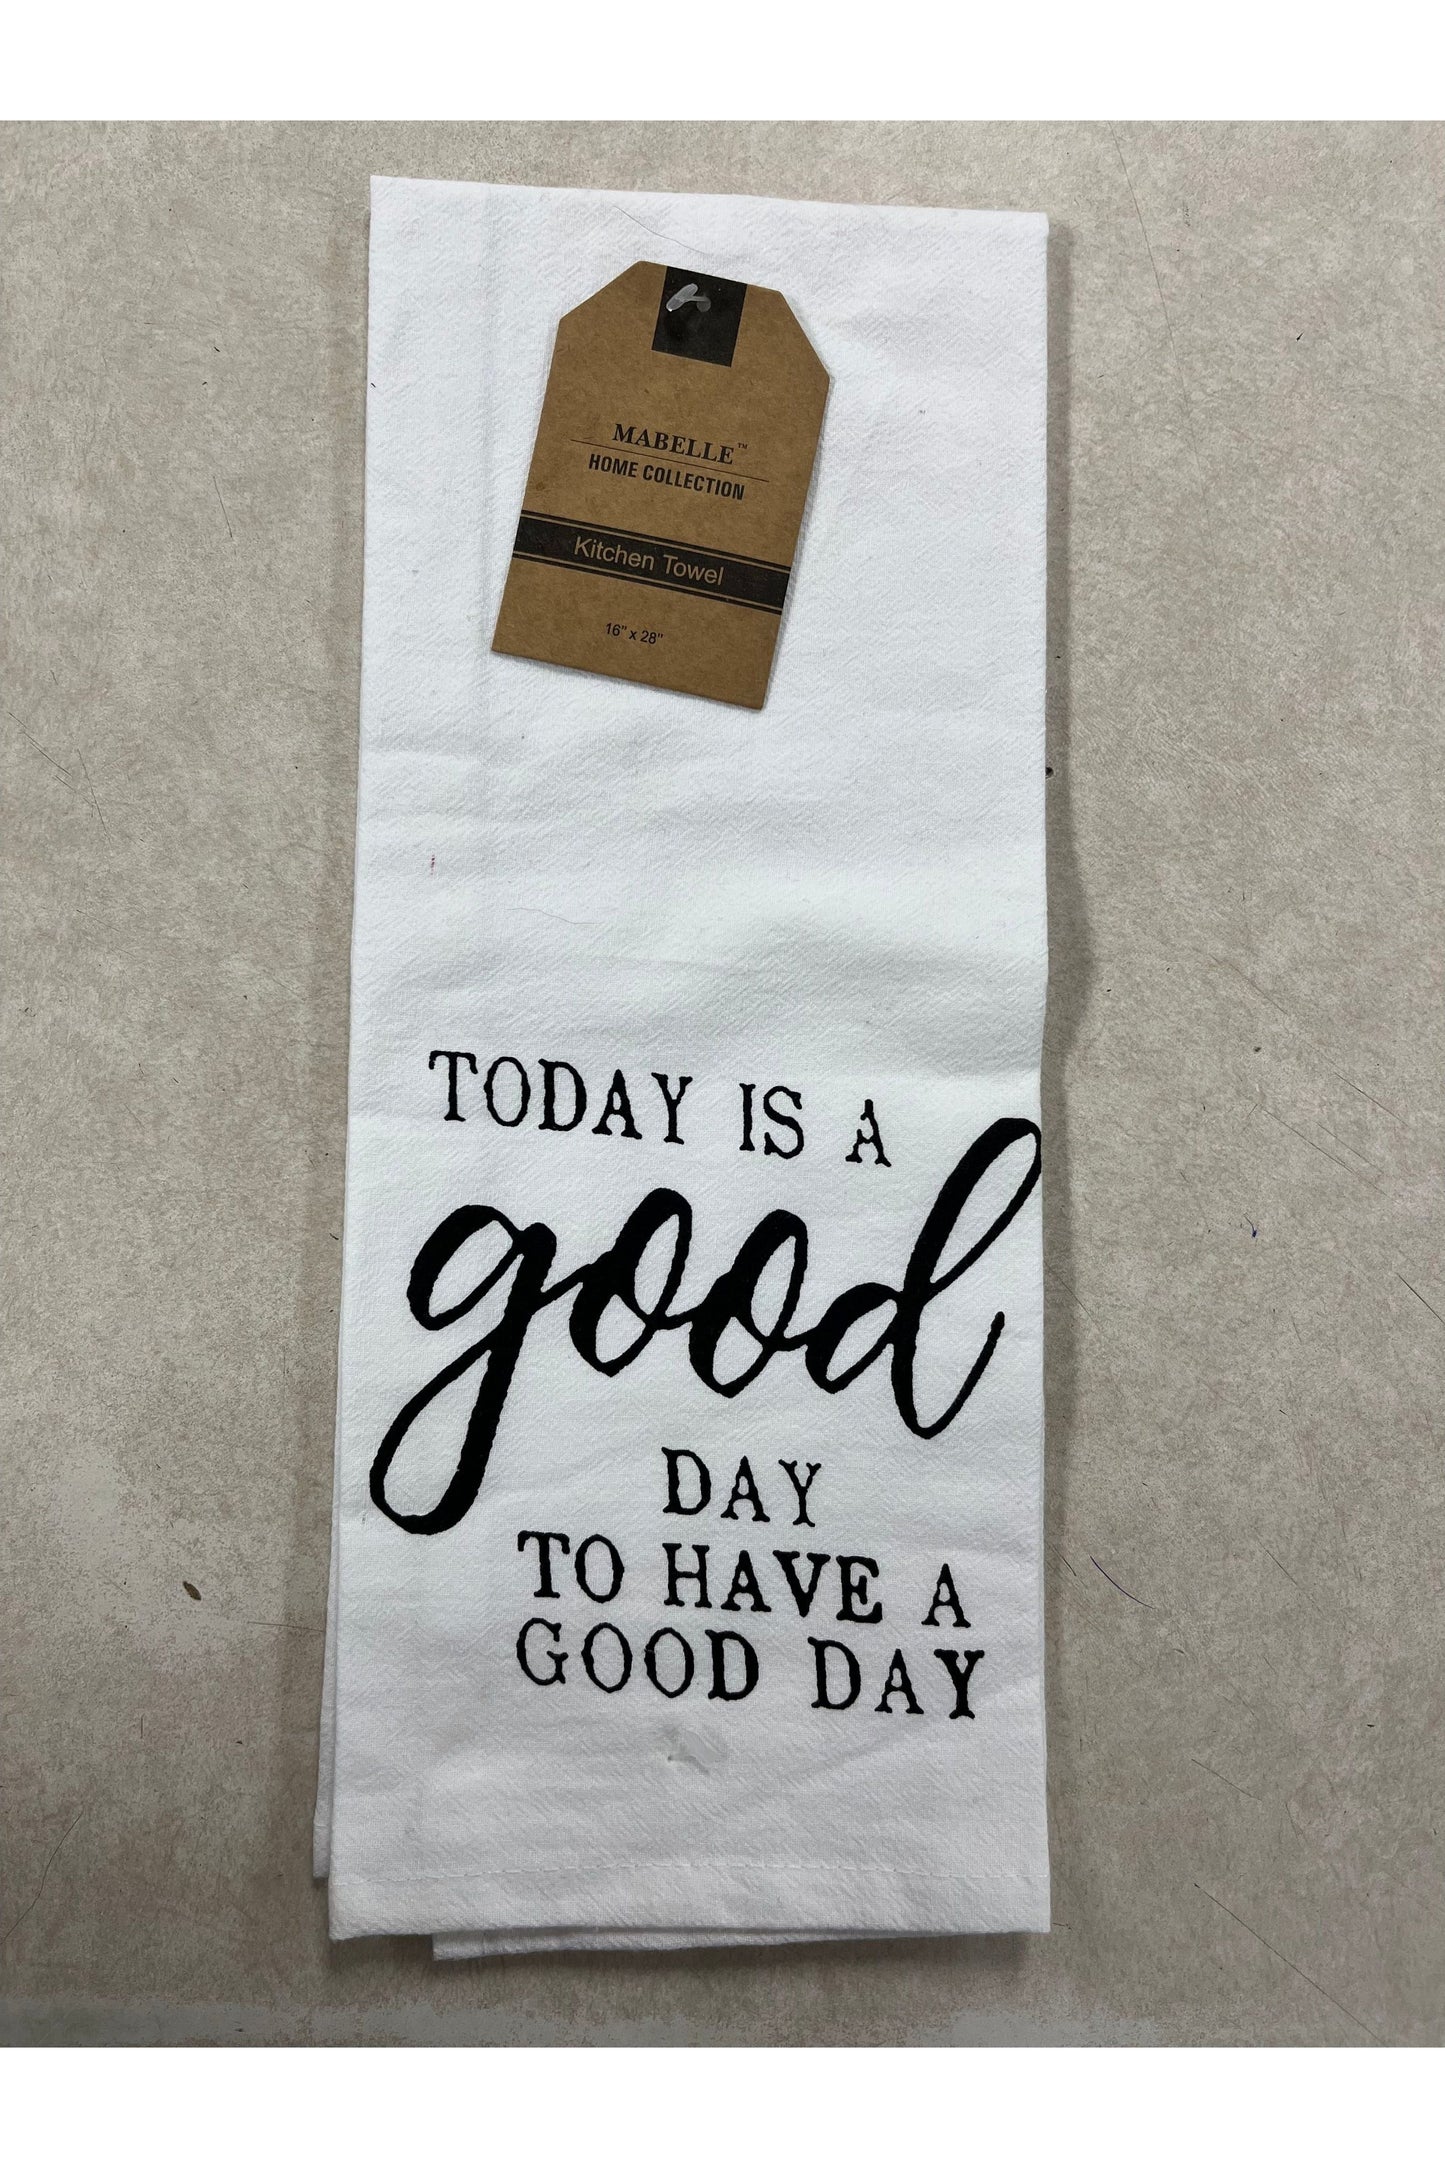 MABELLE™
HOME COLLECTION
Kitchen Towel
16" x 28"
TODAY IS A
good
DAY
TO HAVE A
GOOD DAY